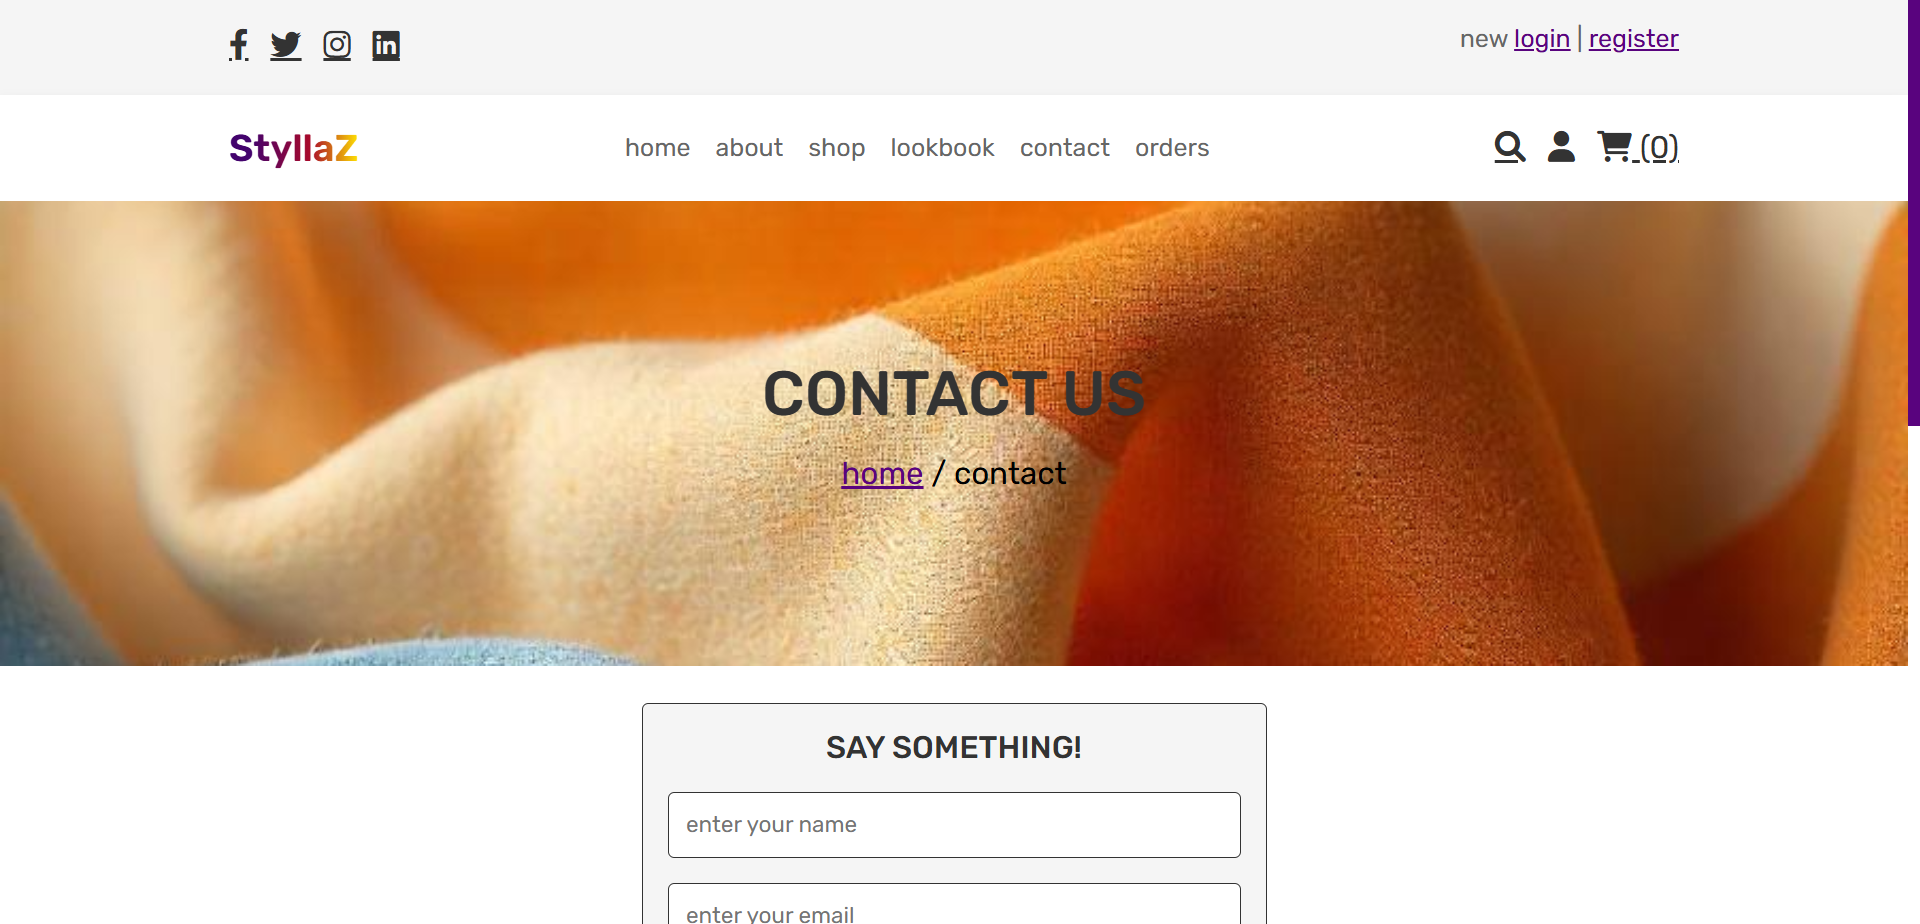 new login | register
StyllaZ
home about shop lookbook contact orders
(0)
CONTACT US
home / contact
SAY SOMETHING!
enter your name
enter your email